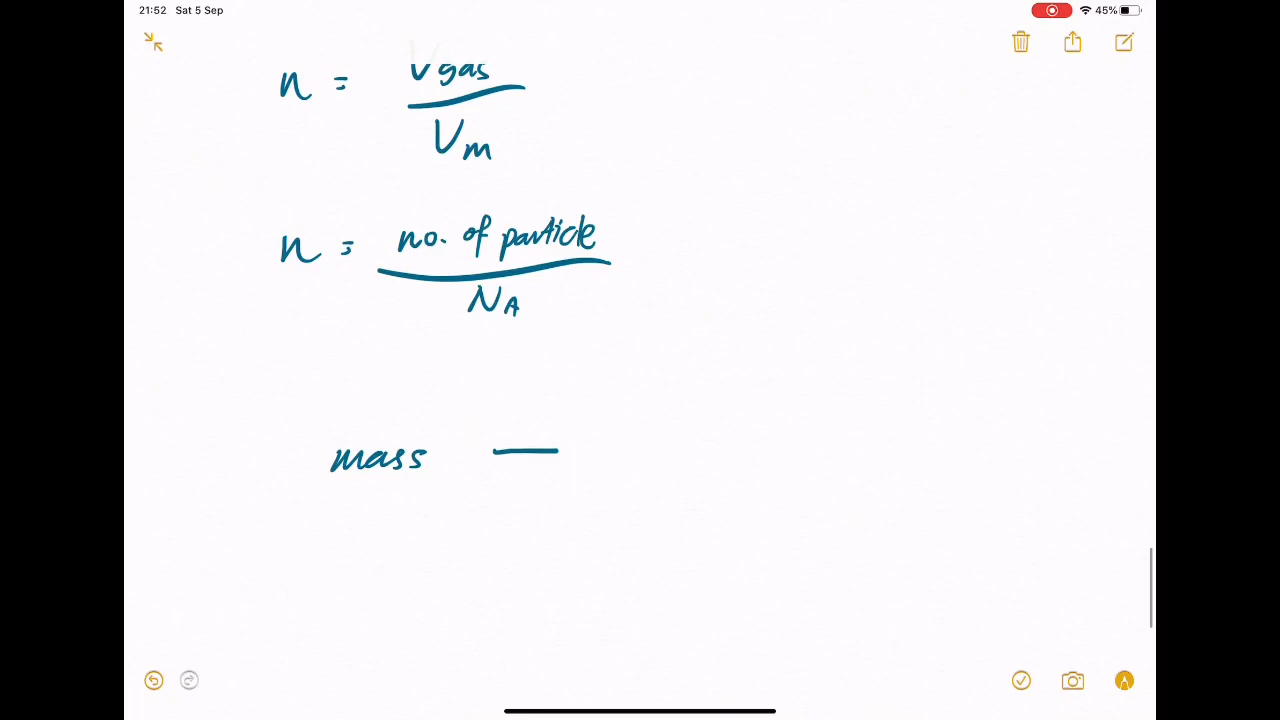 21:52 Sat 5 Sep 45%
n = Vgas / Vm
n = no. of particle / NA
mass —